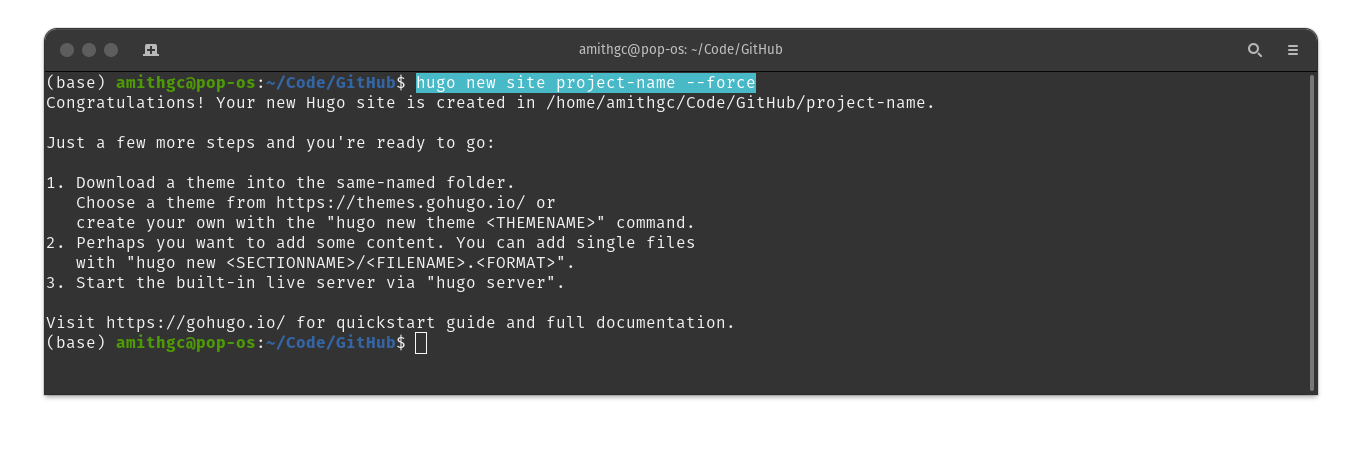 amithgc@pop-os: ~/Code/GitHub
(base) amithgc@pop-os:~/Code/GitHub$ hugo new site project-name --force
Congratulations! Your new Hugo site is created in /home/amithgc/Code/GitHub/project-name.
Just a few more steps and you're ready to go:
1. Download a theme into the same-named folder.
Choose a theme from https://themes.gohugo.io/ or
create your own with the "hugo new theme <THEMENAME>" command.
2. Perhaps you want to add some content. You can add single files
with "hugo new <SECTIONNAME>/<FILENAME>.<FORMAT>".
3. Start the built-in live server via "hugo server".
Visit https://gohugo.io/ for quickstart guide and full documentation.
(base) amithgc@pop-os:~/Code/GitHub$